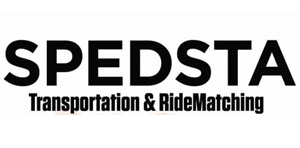 SPEDSTA
Transportation & RideMatching